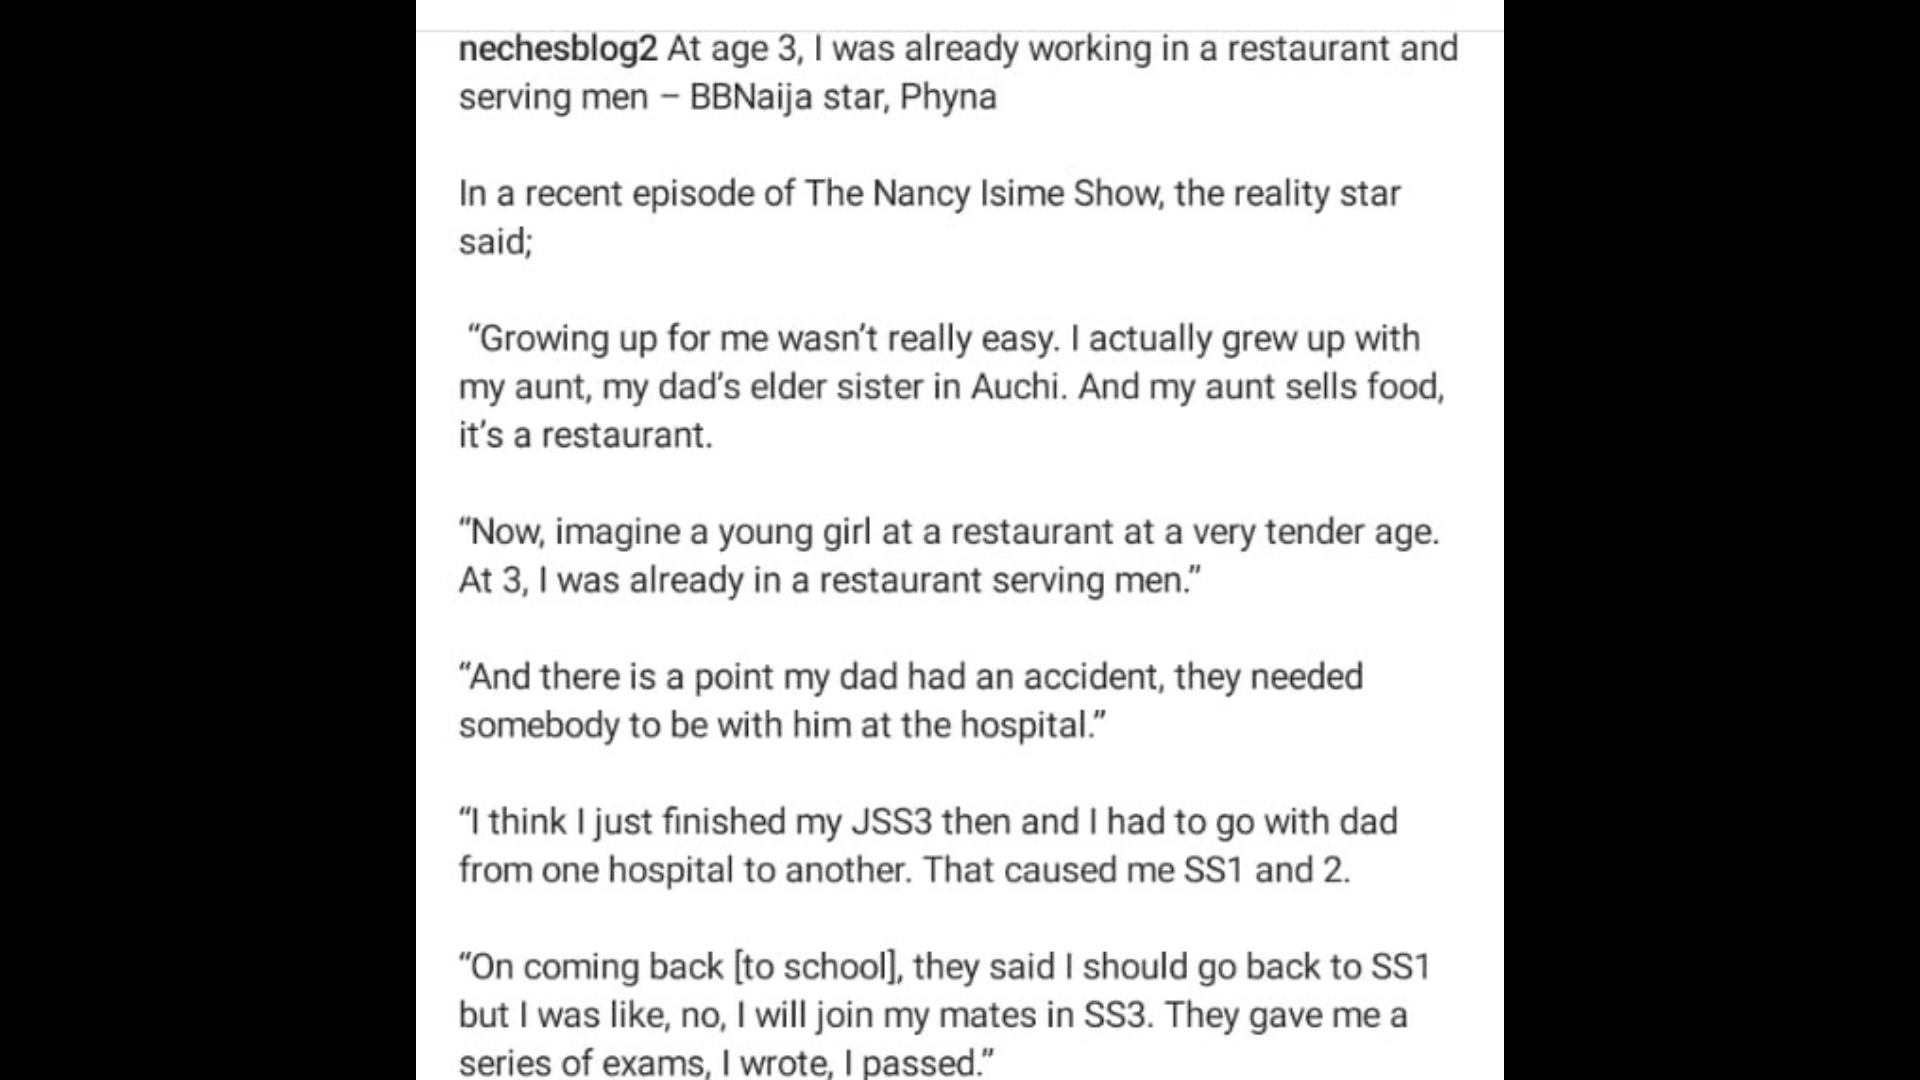 nechesblog2 At age 3, I was already working in a restaurant and
serving men – BBNaija star, Phyna
In a recent episode of The Nancy Isime Show, the reality star
said;
“Growing up for me wasn’t really easy. I actually grew up with
my aunt, my dad’s elder sister in Auchi. And my aunt sells food,
it’s a restaurant.
“Now, imagine a young girl at a restaurant at a very tender age.
At 3, I was already in a restaurant serving men.”
“And there is a point my dad had an accident, they needed
somebody to be with him at the hospital.”
“I think I just finished my JSS3 then and I had to go with dad
from one hospital to another. That caused me SS1 and 2.
“On coming back [to school], they said I should go back to SS1
but I was like, no, I will join my mates in SS3. They gave me a
series of exams, I wrote, I passed.”